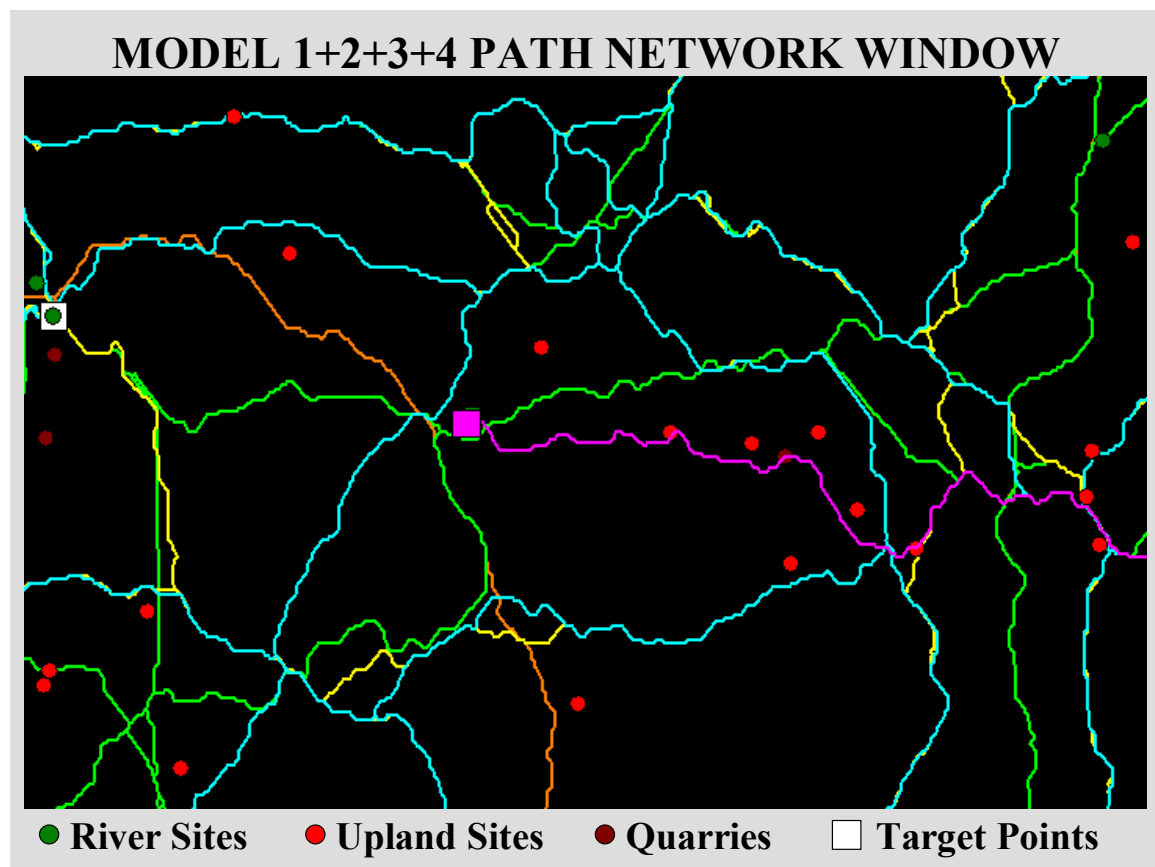 MODEL 1+2+3+4 PATH NETWORK WINDOW
River Sites Upland Sites Quarries Target Points